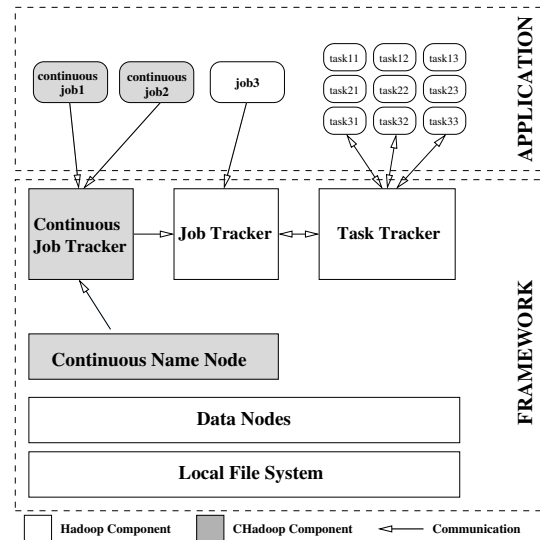 continuous
job1
continuous
job2
job3
task11 task12 task13
task21 task22 task23
task31 task32 task33
APPLICATION
Continuous
Job Tracker
Job Tracker
Task Tracker
Continuous Name Node
Data Nodes
Local File System
FRAMEWORK
Hadoop Component CHadoop Component Communication